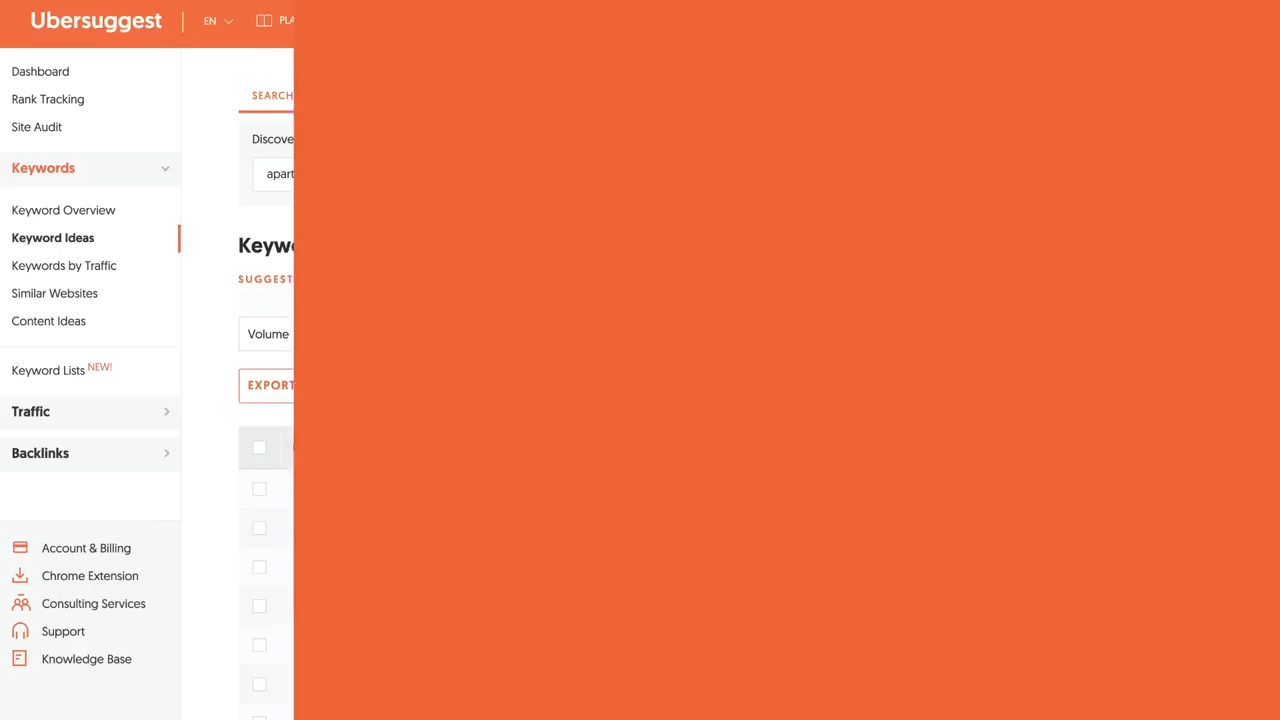 Ubersuggest
EN
Dashboard
Rank Tracking
Site Audit
Keywords
Keyword Overview
Keyword Ideas
Keywords by Traffic
Similar Websites
Content Ideas
Keyword Lists NEW!
Traffic
Backlinks
Account & Billing
Chrome Extension
Consulting Services
Support
Knowledge Base
PLA
SEARCH
Discove
apart
Keywo
SUGGEST
Volume
EXPORT